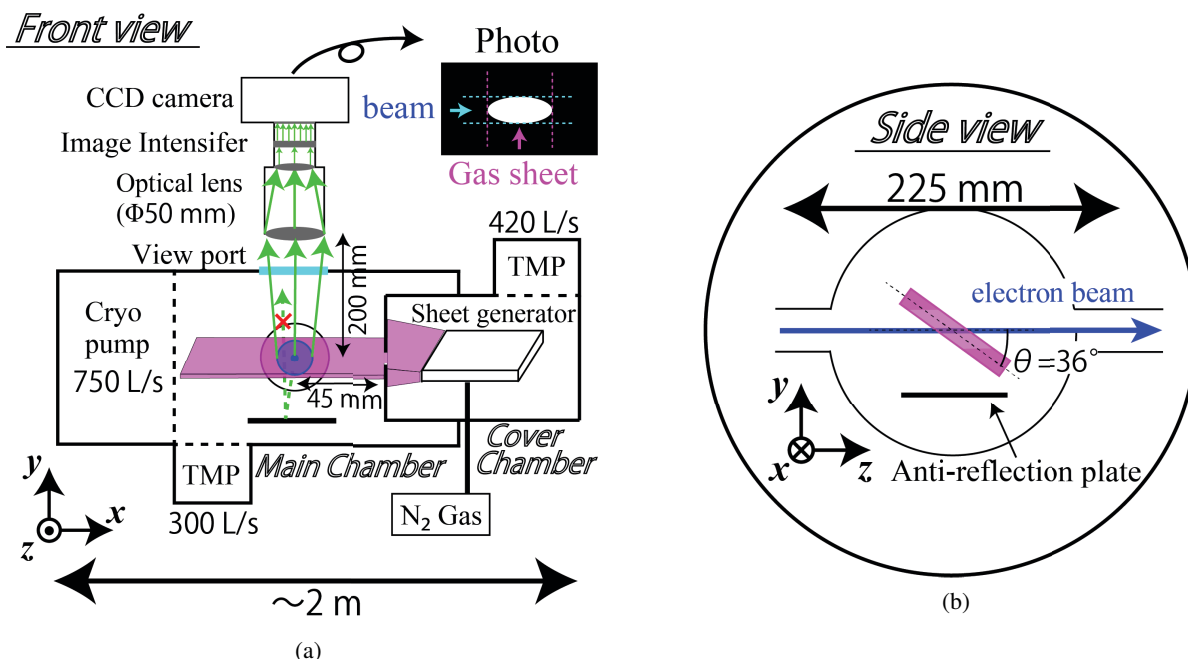 Front view
CCD camera
Image Intensifer
Optical lens
(Φ50 mm)
View port
Photo
beam
Gas sheet
420 L/s
TMP
Sheet generator
200 mm
Cryo
pump
750 L/s
45 mm
Main Chamber
Cover
Chamber
TMP
300 L/s
N₂ Gas
y
x
z
～2 m
(a)
Side view
225 mm
electron beam
θ=36°
y
x
z
Anti-reflection plate
(b)